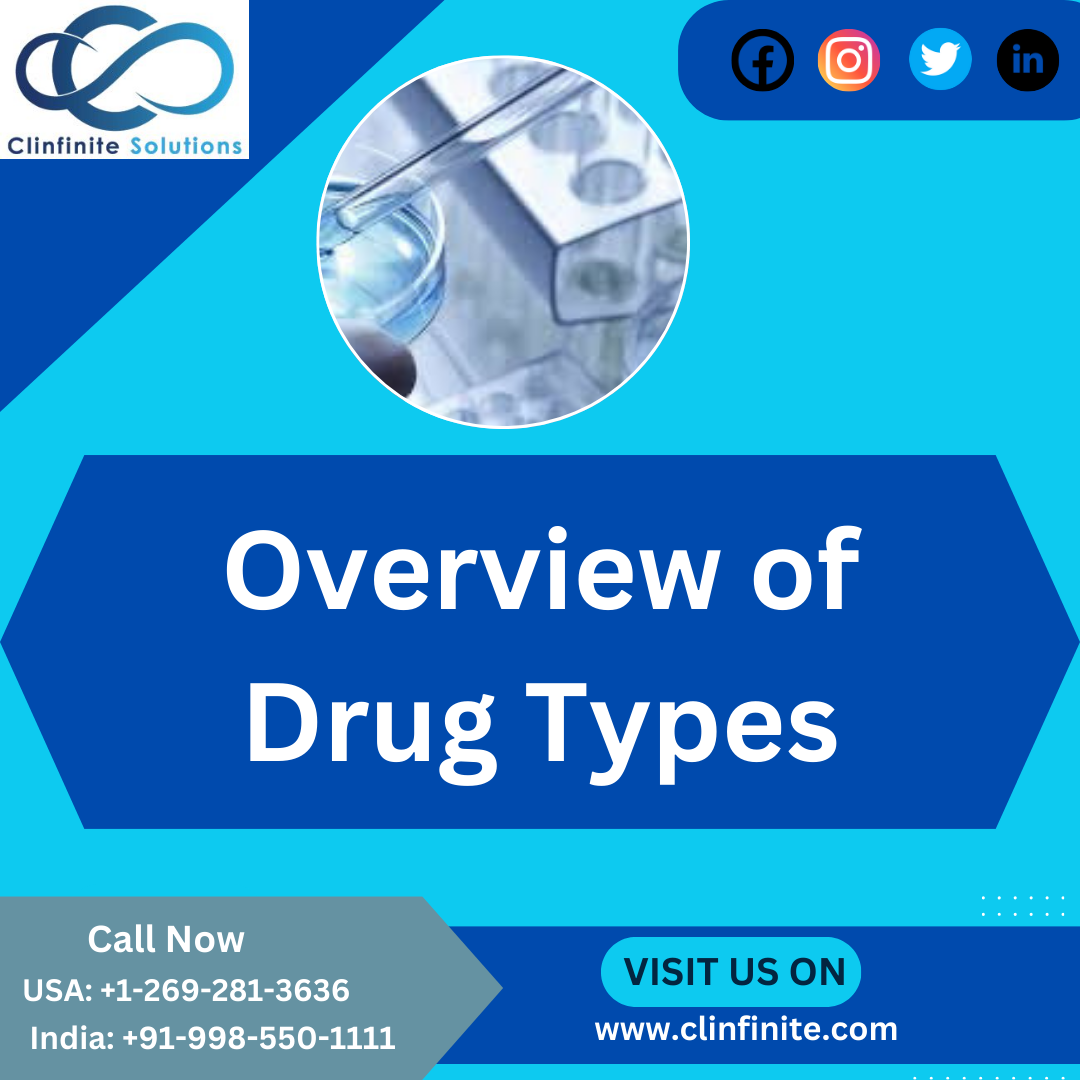 Clinfinite Solutions
Overview of
Drug Types
Call Now
USA: +1-269-281-3636
India: +91-998-550-1111
VISIT US ON
www.clinfinite.com